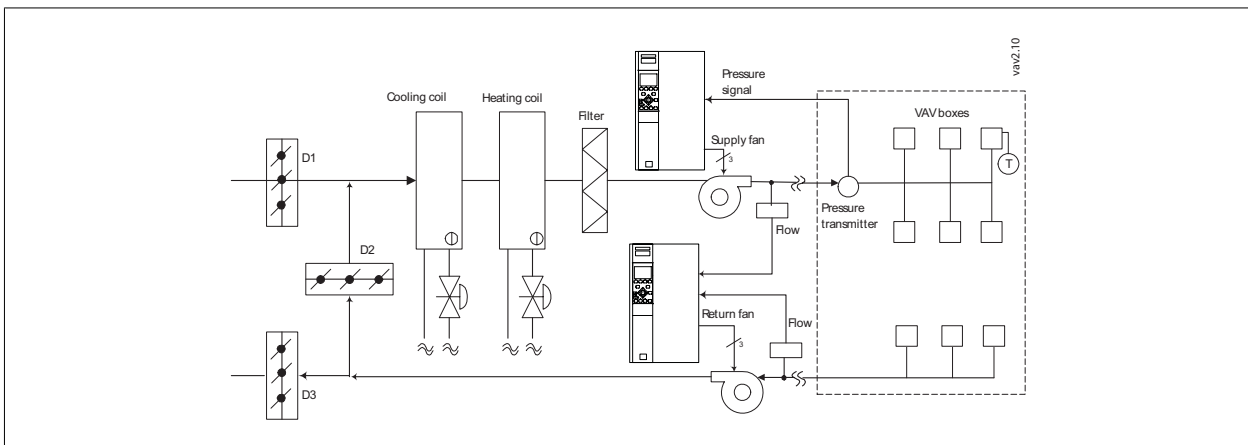 vav2.10
Cooling coil
Heating coil
Filter
Pressure
signal
VAV boxes
D1
Supply fan
3
T
Pressure
transmitter
Flow
D2
Return fan
Flow
3
D3